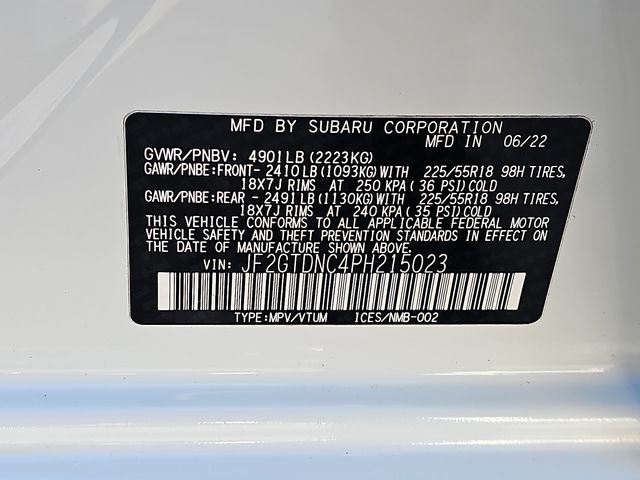 MFD BY SUBARU CORPORATION
MFD IN 06/22
GVWR/PNBV: 4901LB(2223KG)
GAWR/PNBE:FRONT- 2410LB(1093KG)WITH 225/55R18 98H TIRES,
18X7J RIMS AT 250 KPA( 36 PSI)COLD
GAWR/PNBE:REAR - 2491LB(1130KG)WITH 225/55R18 98H TIRES,
18X7J RIMS AT 240 KPA( 35 PSI)COLD
THIS VEHICLE CONFORMS TO ALL APPLICABLE FEDERAL MOTOR
VEHICLE SAFETY AND THEFT PREVENTION STANDARDS IN EFFECT ON
THE DATE OF MANUFACTURE SHOWN ABOVE.
VIN: JF2GTDNC4PH215023
TYPE:MPV/VTUM ICES/NMB-002